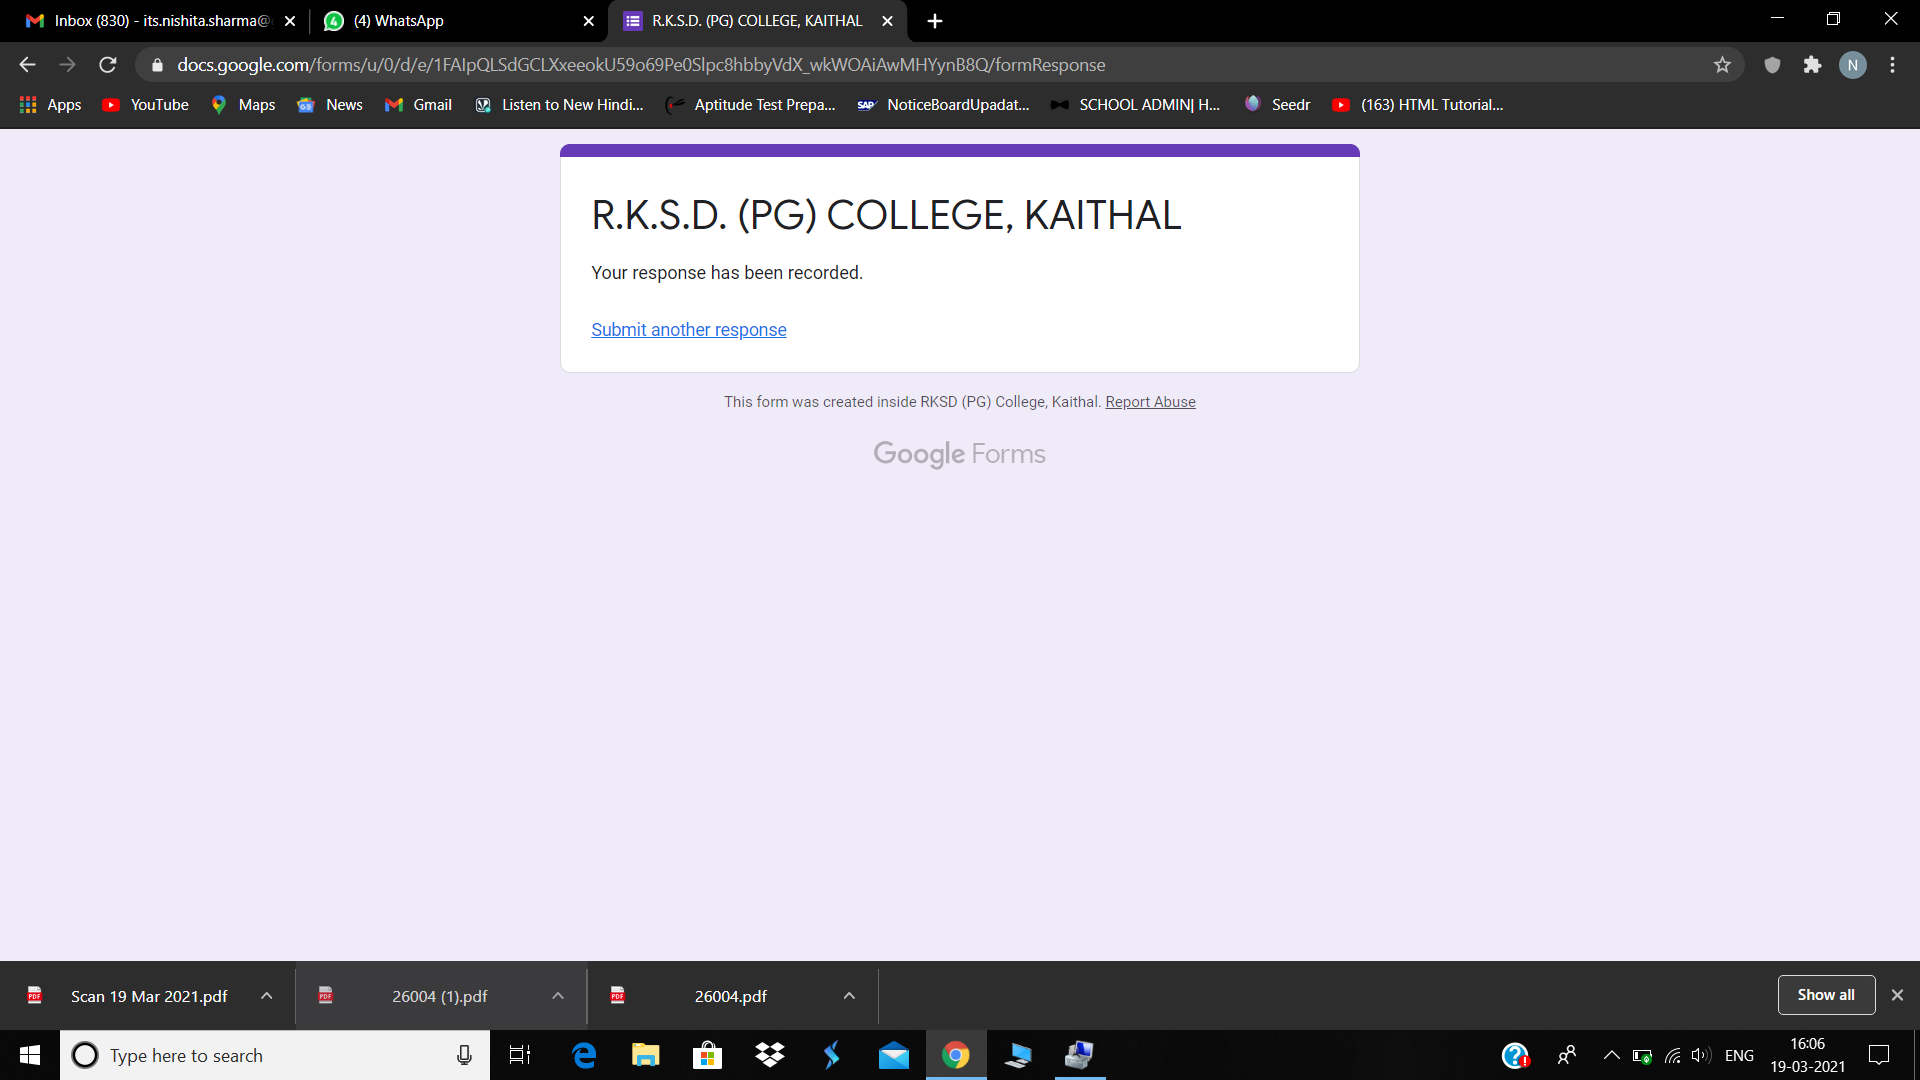 Inbox (830) - its.nishita.sharma@
(4) WhatsApp
R.K.S.D. (PG) COLLEGE, KAITHAL
docs.google.com/forms/u/0/d/e/1FAIpQLSdGCLXxeeokU59o69Pe0Slpc8hbbyVdX_wkWOAiAwMHYynB8Q/formResponse
N
Apps
YouTube
Maps
News
Gmail
Listen to New Hindi...
Aptitude Test Prepa...
SAP
NoticeBoardUpadat...
SCHOOL ADMIN| H...
Seedr
(163) HTML Tutorial...
R.K.S.D. (PG) COLLEGE, KAITHAL
Your response has been recorded.
Submit another response
This form was created inside RKSD (PG) College, Kaithal. Report Abuse
Google Forms
PDF
Scan 19 Mar 2021.pdf
PDF
26004 (1).pdf
PDF
26004.pdf
Show all
Type here to search
ENG
16:06
19-03-2021